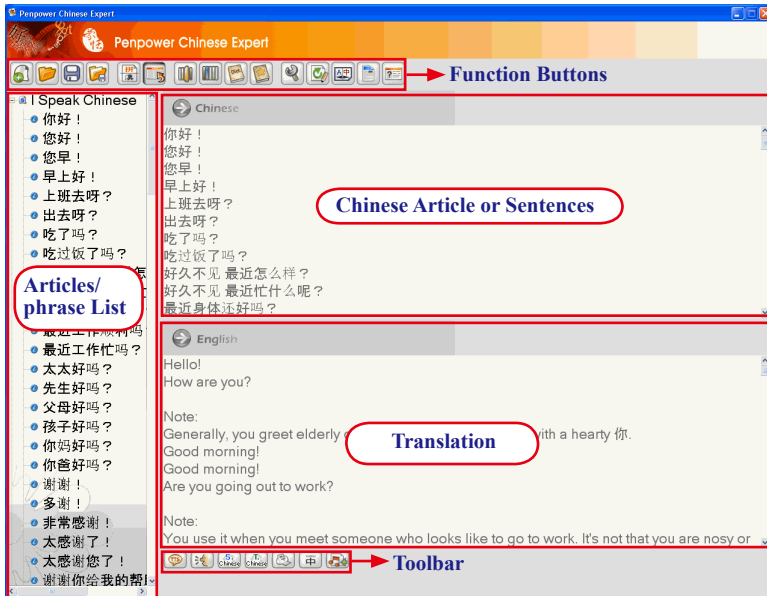 Penpower Chinese Expert
Penpower Chinese Expert
Function Buttons
I Speak Chinese
你好！
您好！
您早！
早上好！
上班去呀？
出去呀？
吃了吗？
吃过饭了吗？
Articles/
phrase List
最近工作顺利吗
最近工作忙吗？
太太好吗？
先生好吗？
父母好吗？
孩子好吗？
你妈好吗？
你爸好吗？
谢谢！
多谢！
非常感谢！
太感谢了！
太感谢您了！
谢谢你给我的帮
Chinese
你好！
您好！
您早！
早上好！
上班去呀？
出去呀？
吃了吗？
吃过饭了吗？
好久不见 最近怎么样？
好久不见 最近忙什么呢？
最近身体还好吗？
Chinese Article or Sentences
English
Hello!
How are you?
Note:
Generally, you greet elderly with a hearty 你.
Good morning!
Good morning!
Are you going out to work?
Note:
You use it when you meet someone who looks like to go to work. It's not that you are nosy or
Translation
S.
Chinese
T.
Chinese
中
Toolbar